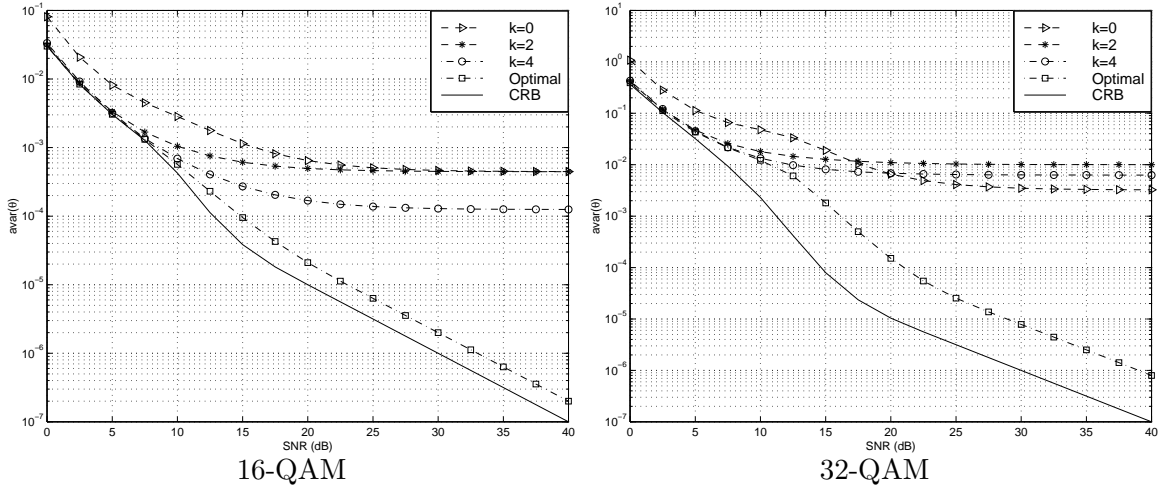 10^-1
10^-2
10^-3
10^-4
10^-5
10^-6
10^-7
avar(θ)
0 5 10 15 20 25 30 35 40
SNR (dB)
k=0
k=2
k=4
Optimal
CRB
16-QAM
10^1
10^0
10^-1
10^-2
10^-3
10^-4
10^-5
10^-6
10^-7
avar(θ)
0 5 10 15 20 25 30 35 40
SNR (dB)
k=0
k=2
k=4
Optimal
CRB
32-QAM